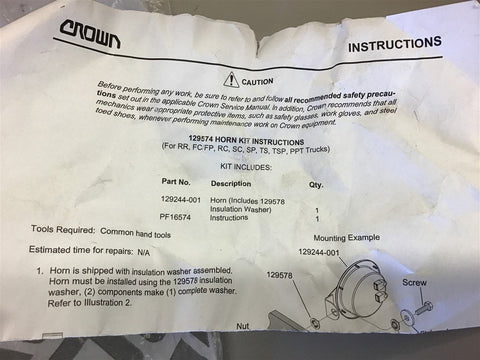 CROWN
INSTRUCTIONS
CAUTION
Before performing any work, be sure to refer to and follow all recommended safety precau-
tions set out in the applicable Crown Service Manual. In addition, Crown recommends that all
mechanics wear appropriate protective items, such as safety glasses, work gloves, and steel
toed shoes, whenever performing maintenance work on Crown equipment.
129574 HORN KIT INSTRUCTIONS
(For RR, FC/FP, RC, SC, SP, TS, TSP, PPT Trucks)
KIT INCLUDES:
Part No. Description Qty.
129244-001 Horn (Includes 129578
Insulation Washer) 1
PF16574 Instructions 1
Tools Required: Common hand tools
Estimated time for repairs: N/A
1. Horn is shipped with insulation washer assembled.
Horn must be installed using the 129578 insulation
washer, (2) components make (1) complete washer.
Refer to Illustration 2.
Mounting Example
129244-001
129578
Screw
Nut